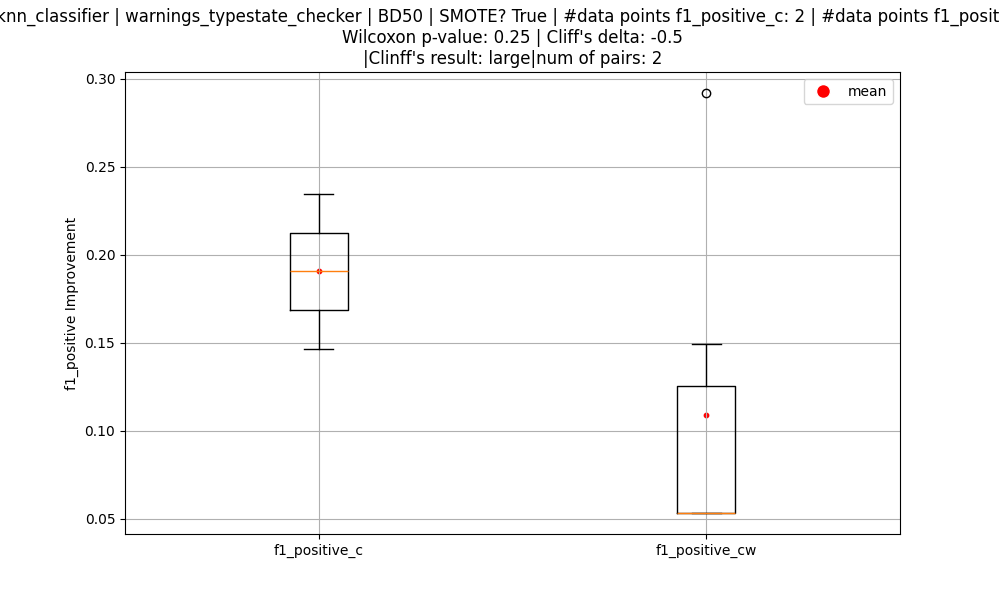 knn_classifier | warnings_typestate_checker | BD50 | SMOTE? True | #data points f1_positive_c: 2 | #data points
Wilcoxon p-value: 0.25 | Cliff's delta: -0.5
|Clinff's result: large|num of pairs: 2
0.30
mean
0.25
0.20
0.15
0.10
0.05
f1_positive Improvement
f1_positive_c
f1_positive_cw